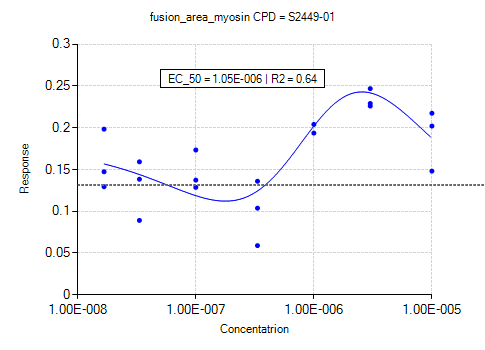 fusion_area_myosin CPD = S2449-01
0.3
EC_50 = 1.05E-006 | R2 = 0.64
0.25
0.2
Response
0.15
0.1
0.05
0
1.00E-008 1.00E-007 1.00E-006 1.00E-005
Concentatrion